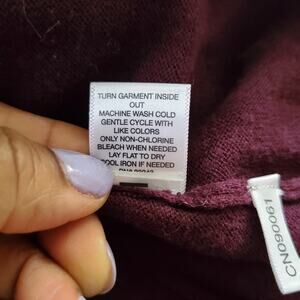 TURN GARMENT INSIDE
OUT
MACHINE WASH COLD
GENTLE CYCLE WITH
LIKE COLORS
ONLY NON-CHLORINE
BLEACH WHEN NEEDED
LAY FLAT TO DRY
COOL IRON IF NEEDED
CN090061